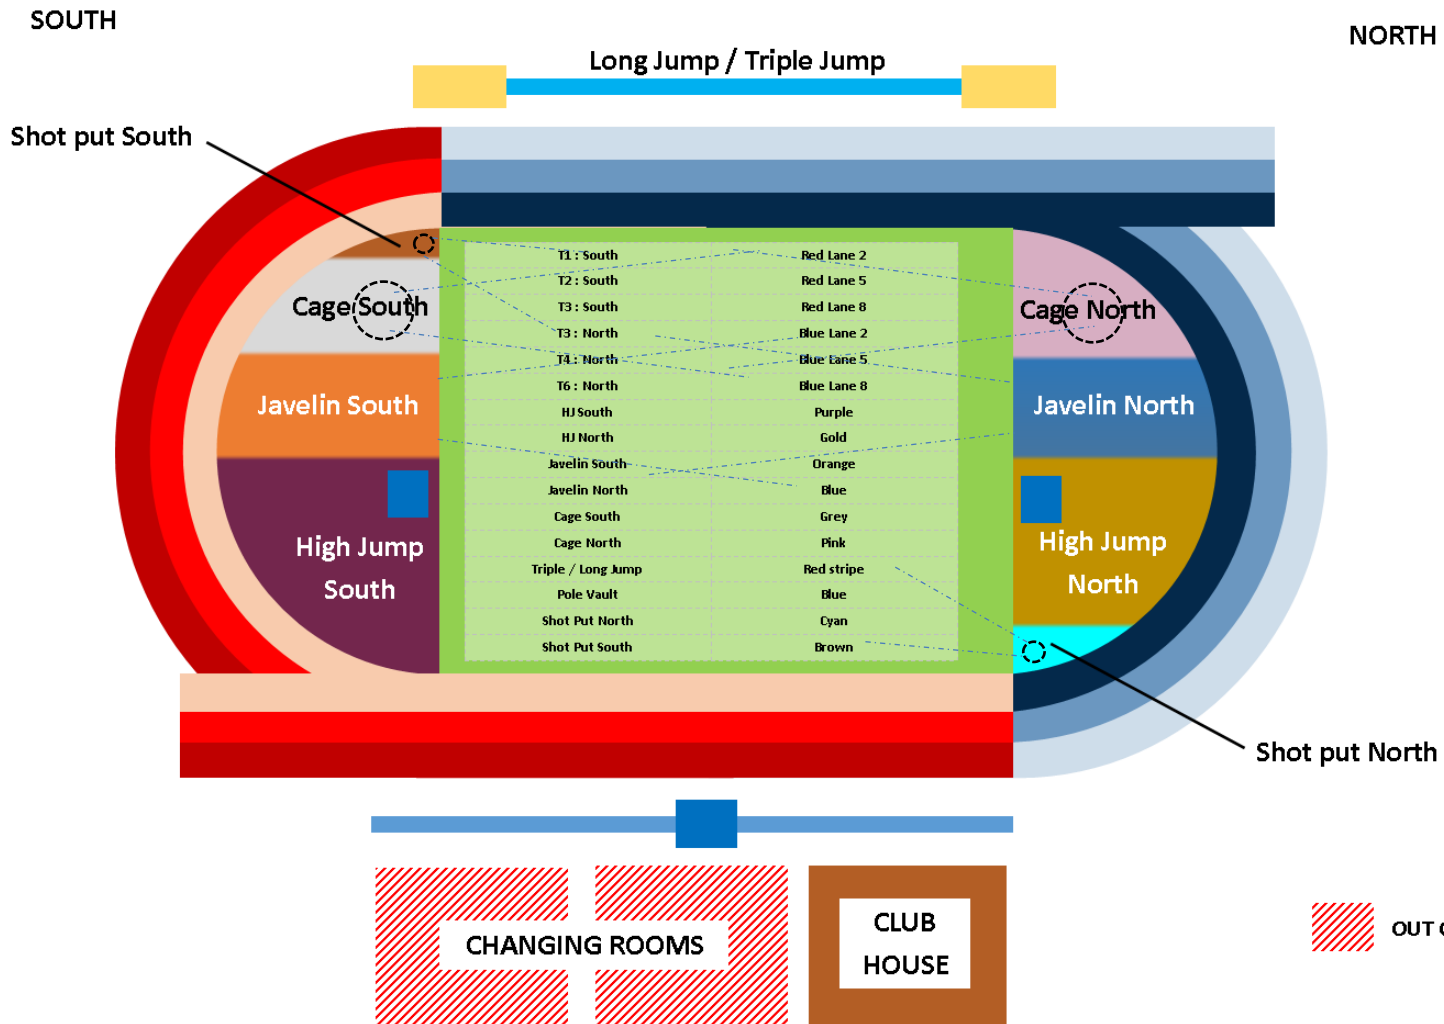 SOUTH
NORTH
Long Jump / Triple Jump
Shot put South
T1 : South Red Lane 2
T2 : South Red Lane 5
T3 : South Red Lane 8
T3 : North Blue Lane 2
T4 : North Blue Lane 5
T6 : North Blue Lane 8
HJ South Purple
HJ North Gold
Javelin South Orange
Javelin North Blue
Cage South Grey
Cage North Pink
Triple / Long Jump Red stripe
Pole Vault Blue
Shot Put North Cyan
Shot Put South Brown
Cage South
Cage North
Javelin South
Javelin North
High Jump
South
High Jump
North
Shot put North
CHANGING ROOMS
CLUB
HOUSE
OUT